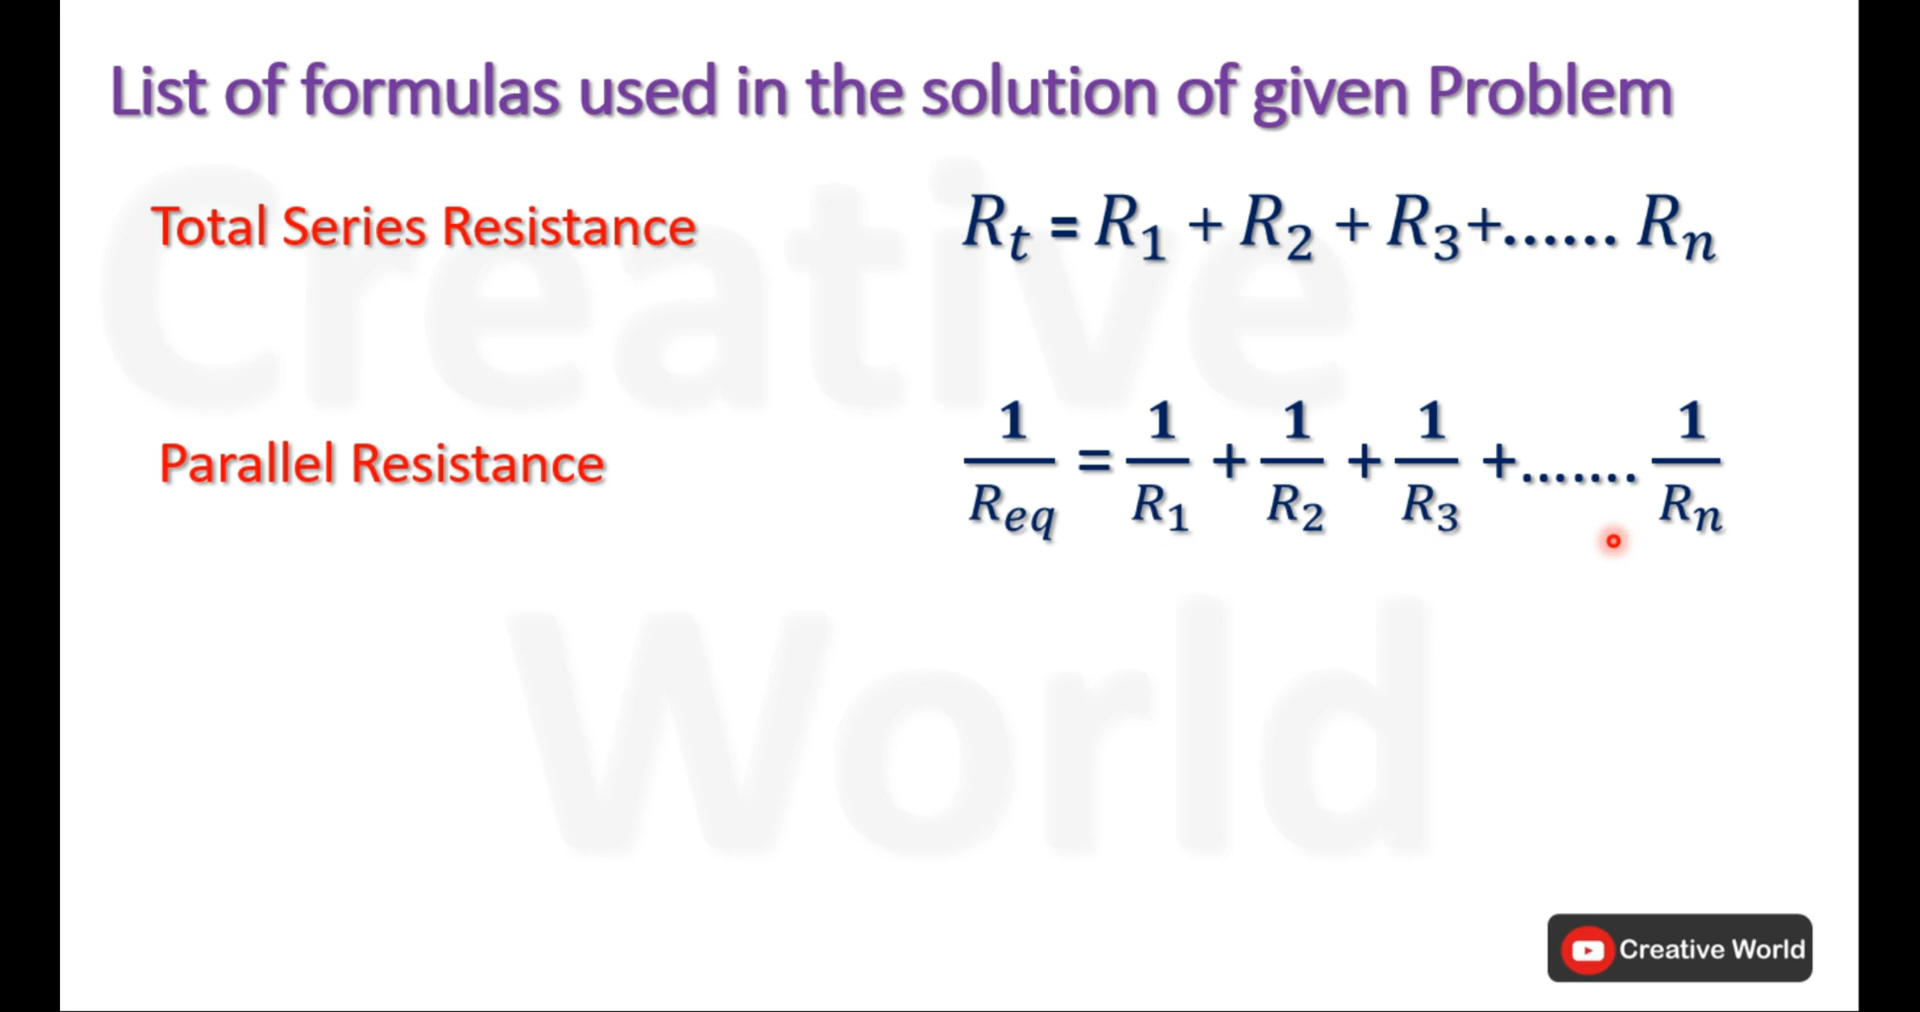 List of formulas used in the solution of given Problem
Total Series Resistance R_t = R_1 + R_2 + R_3+...... R_n
Parallel Resistance 1/R_eq = 1/R_1 + 1/R_2 + 1/R_3 +....... 1/R_n
Creative
World
Creative World